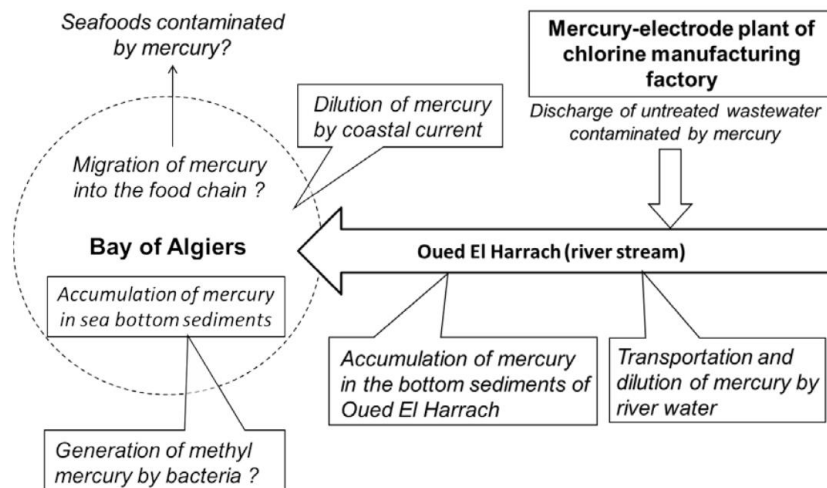 Seafoods contaminated
by mercury?
Mercury-electrode plant of
chlorine manufacturing
factory
Discharge of untreated wastewater
contaminated by mercury
Dilution of mercury
by coastal current
Migration of mercury
into the food chain ?
Bay of Algiers
Oued El Harrach (river stream)
Accumulation of mercury
in sea bottom sediments
Accumulation of mercury
in the bottom sediments of
Oued El Harrach
Transportation and
dilution of mercury by
river water
Generation of methyl
mercury by bacteria ?